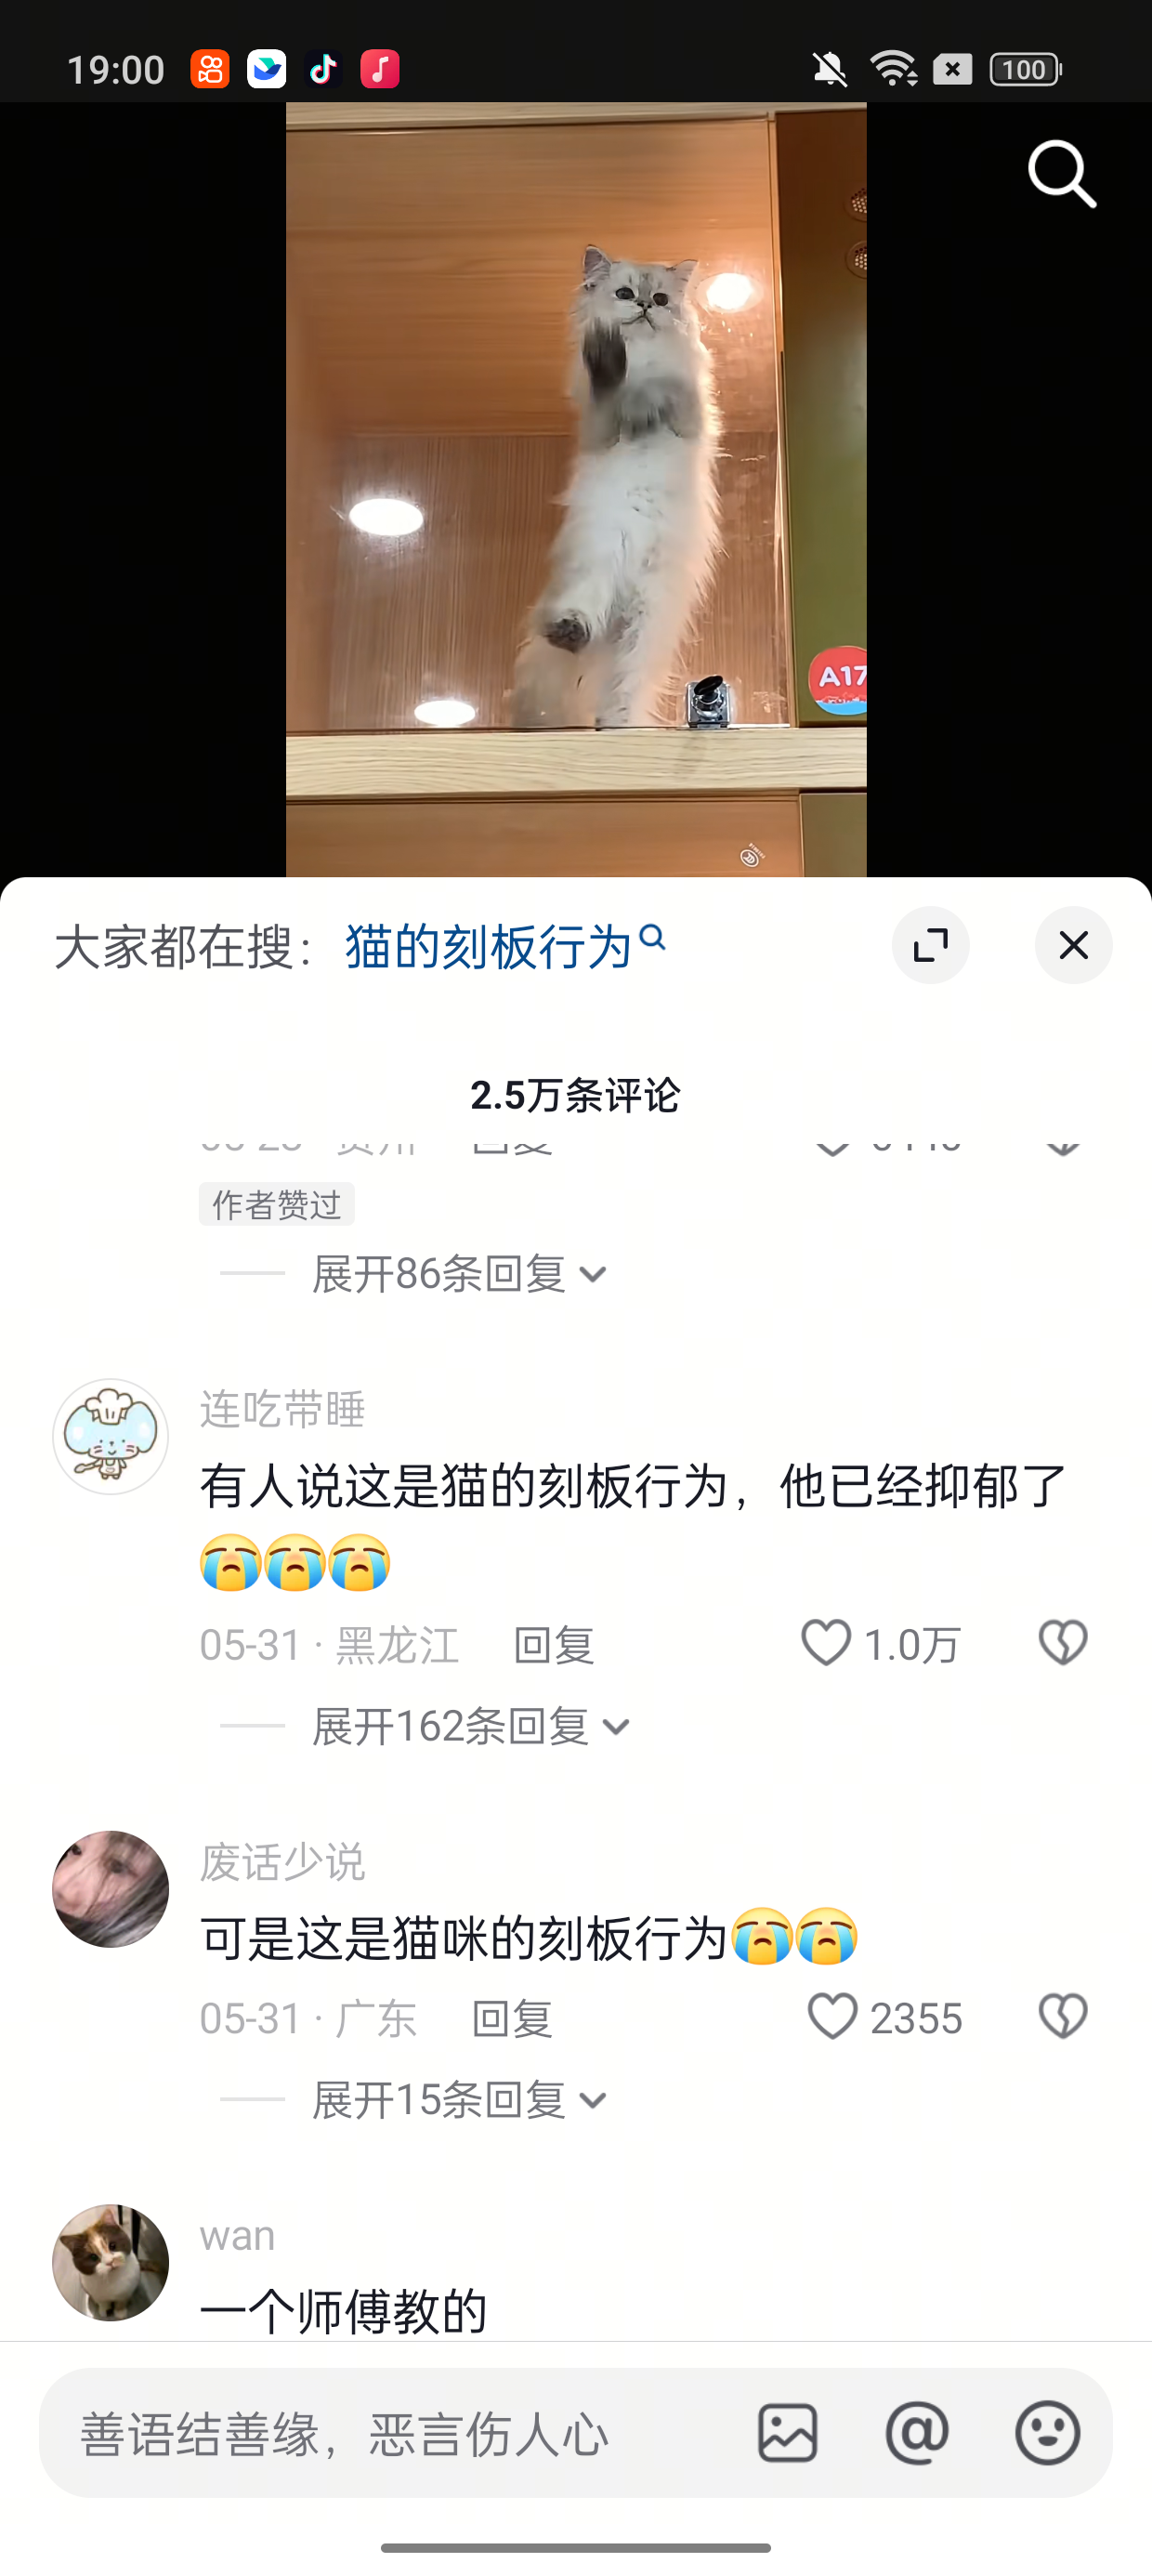 19:00
100
A17
大家都在搜：猫的刻板行为
2.5万条评论
回复
作者赞过
展开86条回复
连吃带睡
有人说这是猫的刻板行为，他已经抑郁了
😭😭😭
05-31 · 黑龙江 回复 1.0万
展开162条回复
废话少说
可是这是猫咪的刻板行为😭😭
05-31 · 广东 回复 2355
展开15条回复
wan
一个师傅教的
善语结善缘，恶言伤人心